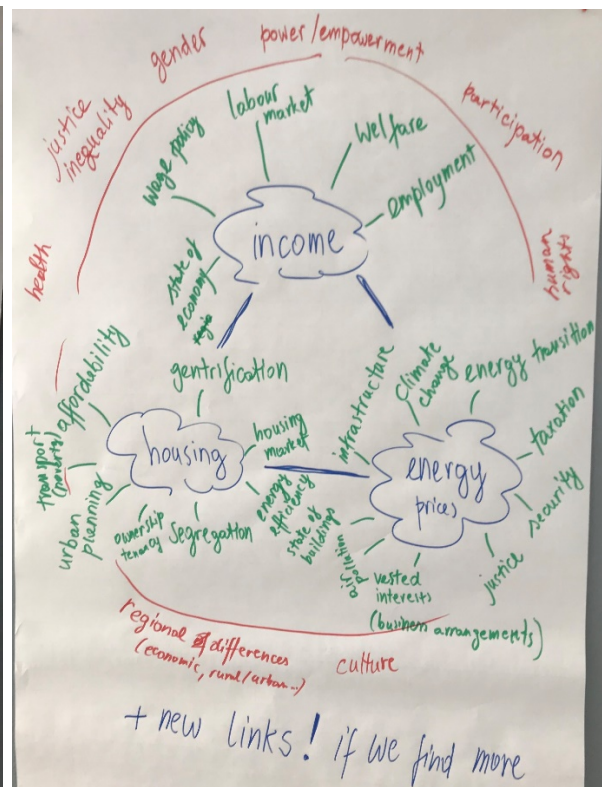 power/empowerment
gender
justice
inequality
health
participation
human
rights
labour
market
wage policy
welfare
employment
state of
economy
income
gentrification
affordability
transport
(poverty)
urban
planning
ownership
tenancy
segregation
housing
market
energy
efficiency
state of
buildings
housing
infrastructure
climate
change
energy transition
taxation
security
justice
vested
interests
(business arrangements)
air
pollution
energy
prices
regional differences
(economic, rural/urban...)
culture
+ new links! if we find more